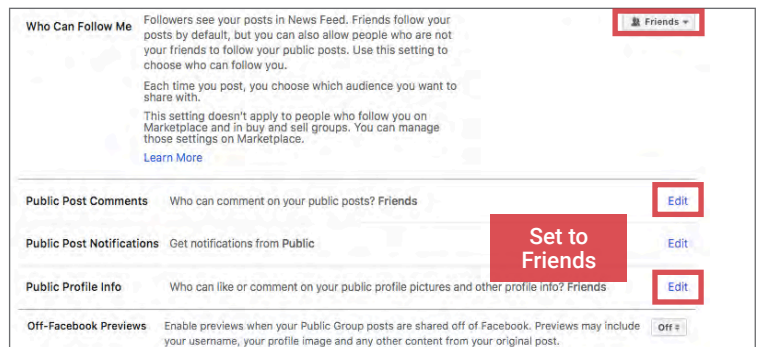 Who Can Follow Me
Followers see your posts in News Feed. Friends follow your
posts by default, but you can also allow people who are not
your friends to follow your public posts. Use this setting to
choose who can follow you.
Friends
Each time you post, you choose which audience you want to
share with.
This setting doesn't apply to people who follow you on
Marketplace and in buy and sell groups. You can manage
those settings on Marketplace.
Learn More
Public Post Comments Who can comment on your public posts? Friends Edit
Public Post Notifications Get notifications from Public Edit
Set to
Friends
Public Profile Info Who can like or comment on your public profile pictures and other profile info? Friends Edit
Off-Facebook Previews Enable previews when your Public Group posts are shared off of Facebook. Previews may include Off
your username, your profile image and any other content from your original post.